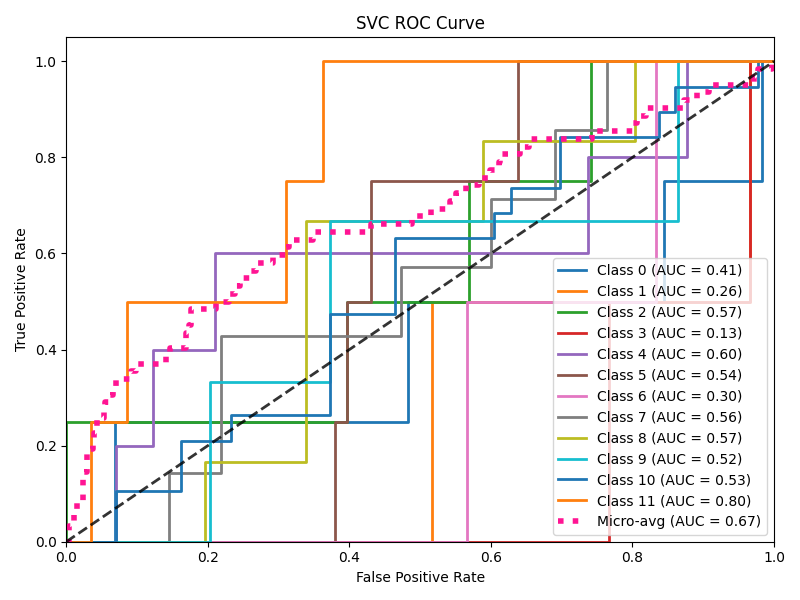 SVC ROC Curve
True Positive Rate
1.0
0.8
0.6
0.4
0.2
0.0
Class 0 (AUC = 0.41)
Class 1 (AUC = 0.26)
Class 2 (AUC = 0.57)
Class 3 (AUC = 0.13)
Class 4 (AUC = 0.60)
Class 5 (AUC = 0.54)
Class 6 (AUC = 0.30)
Class 7 (AUC = 0.56)
Class 8 (AUC = 0.57)
Class 9 (AUC = 0.52)
Class 10 (AUC = 0.53)
Class 11 (AUC = 0.80)
Micro-avg (AUC = 0.67)
0.0 0.2 0.4 0.6 0.8 1.0
False Positive Rate